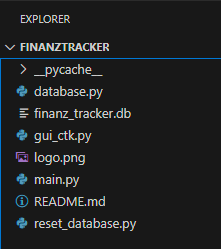 EXPLORER
FINANZTRACKER
__pycache__
database.py
finanz_tracker.db
gui_ctk.py
logo.png
main.py
README.md
reset_database.py